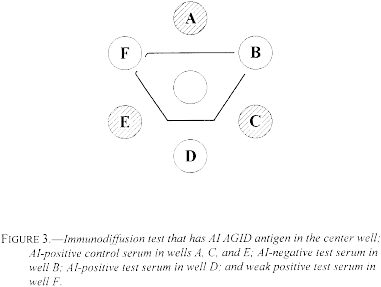 A
F
B
E
C
D
FIGURE 3.—Immunodiffusion test that has AI AGID antigen in the center well;
AI-positive control serum in wells A, C, and E; AI-negative test serum in
well B; AI-positive test serum in well D; and weak positive test serum in
well F.